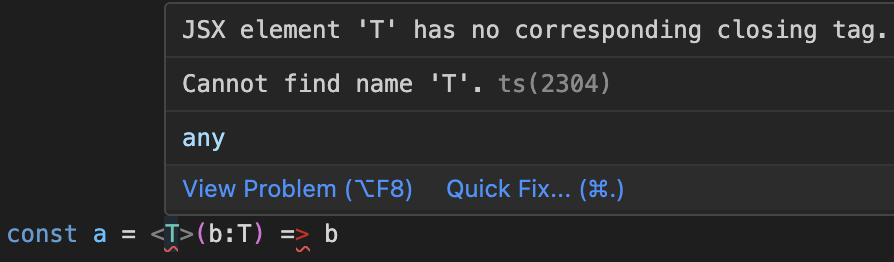 JSX element 'T' has no corresponding closing tag.
Cannot find name 'T'. ts(2304)
any
View Problem (⌥F8) Quick Fix... (⌘.)
const a = <T>(b:T) => b